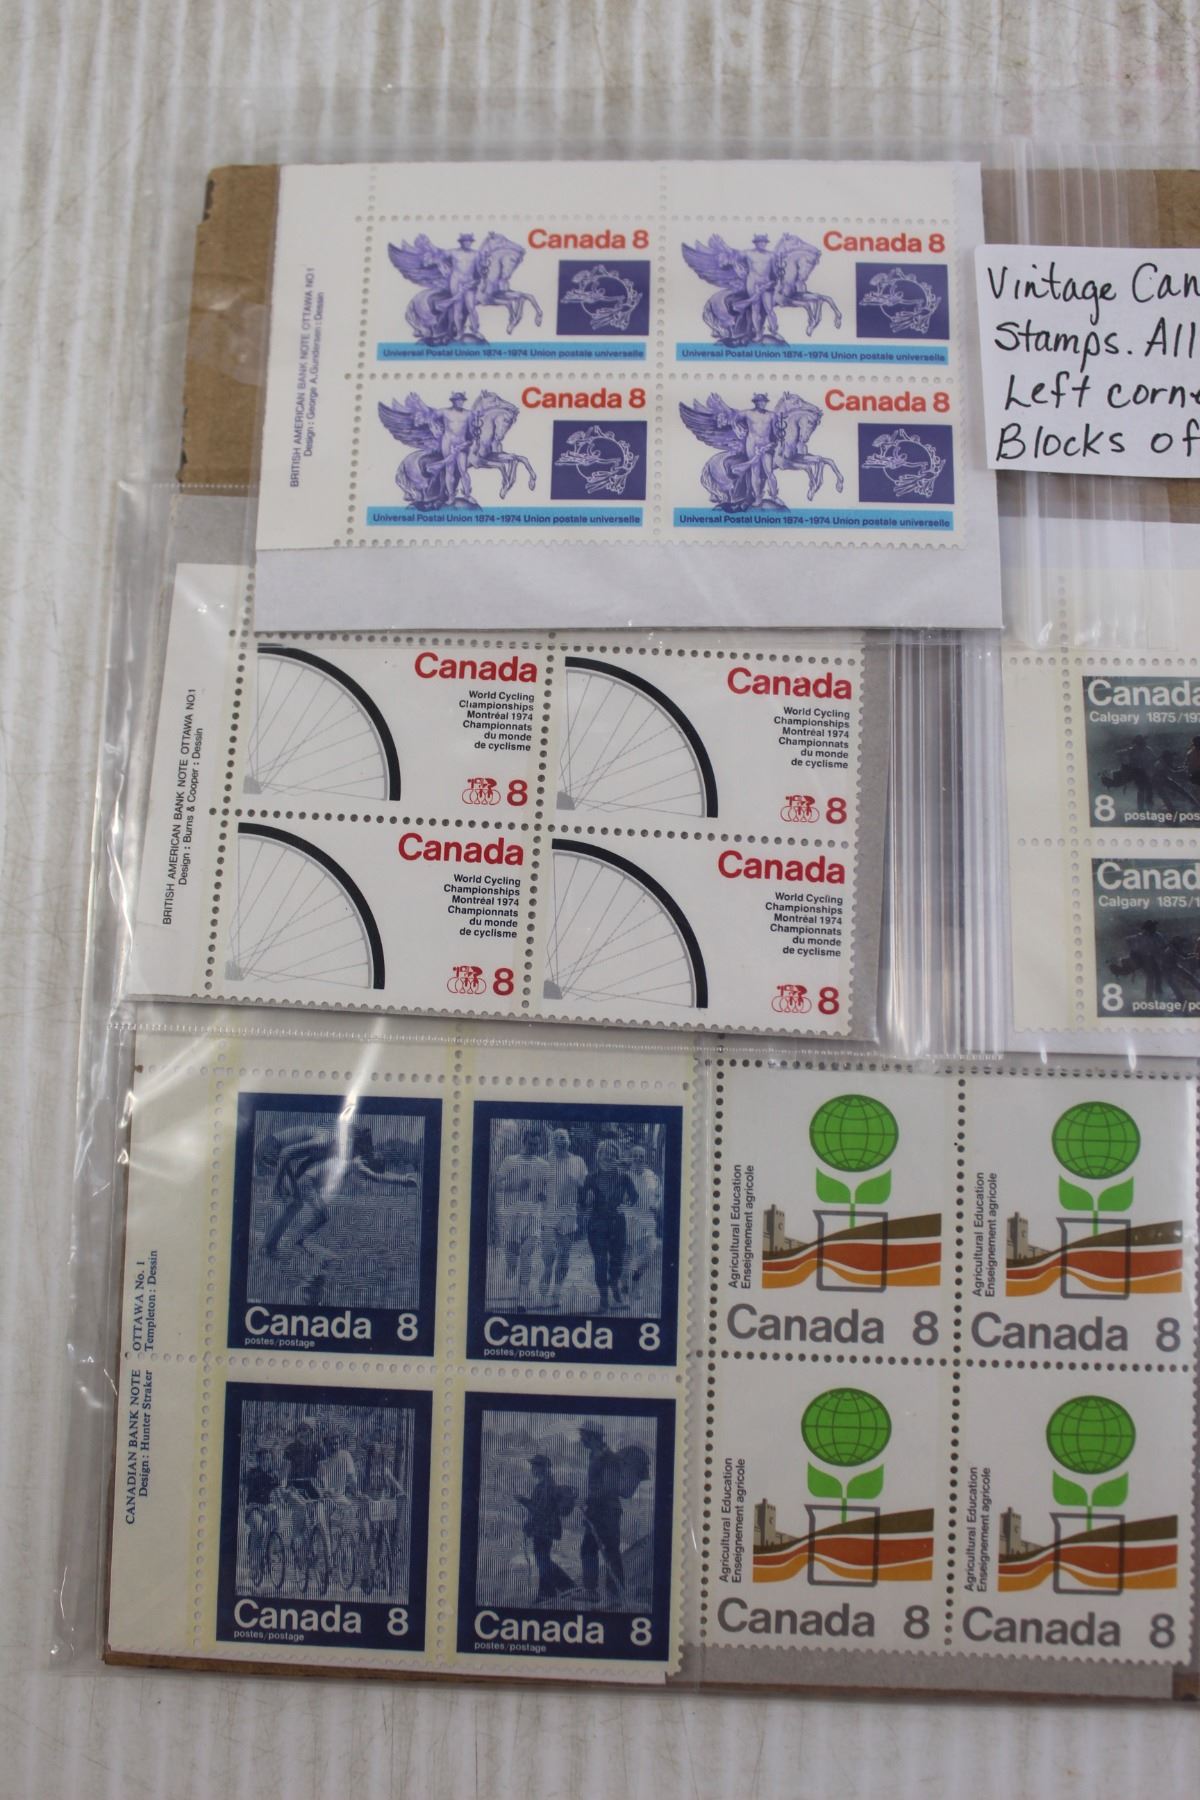 BRITISH AMERICAN BANK NOTE OTTAWA NO1
Design : George A.Gundersen : Dessin
Canada 8
Universal Postal Union 1874-1974 Union postale universelle
Canada 8
Universal Postal Union 1874-1974 Union postale universelle
Canada 8
Universal Postal Union 1874-1974 Union postale universelle
Canada 8
Universal Postal Union 1874-1974 Union postale universelle
Vintage Can
Stamps. All
Left corne
Blocks of
BRITISH AMERICAN BANK NOTE OTTAWA NO.1
Design : Burns & Cooper : Dessin
Canada
World Cycling
Championships
Montréal 1974
Championnats
du monde
de cyclisme
8
Canada
World Cycling
Championships
Montréal 1974
Championnats
du monde
de cyclisme
8
Canada
World Cycling
Championships
Montréal 1974
Championnats
du monde
de cyclisme
8
Canada
World Cycling
Championships
Montréal 1974
Championnats
du monde
de cyclisme
8
Canada
Calgary 1875/197
8 postage/pos
Canad
Calgary 1875/1
8 postage/po
CANADIAN BANK NOTE OTTAWA No. 1
Design : Hunter Straker Templeton : Dessin
Canada 8
postes/postage
Canada 8
postes/postage
Canada 8
postes/postage
Canada 8
postes/postage
Agricultural Education
Enseignement agricole
Canada 8
Agricultural Education
Enseignement agricole
Canada 8
Agricultural Education
Enseignement agricole
Canada 8
Agricultural Education
Enseignement agricole
Canada 8